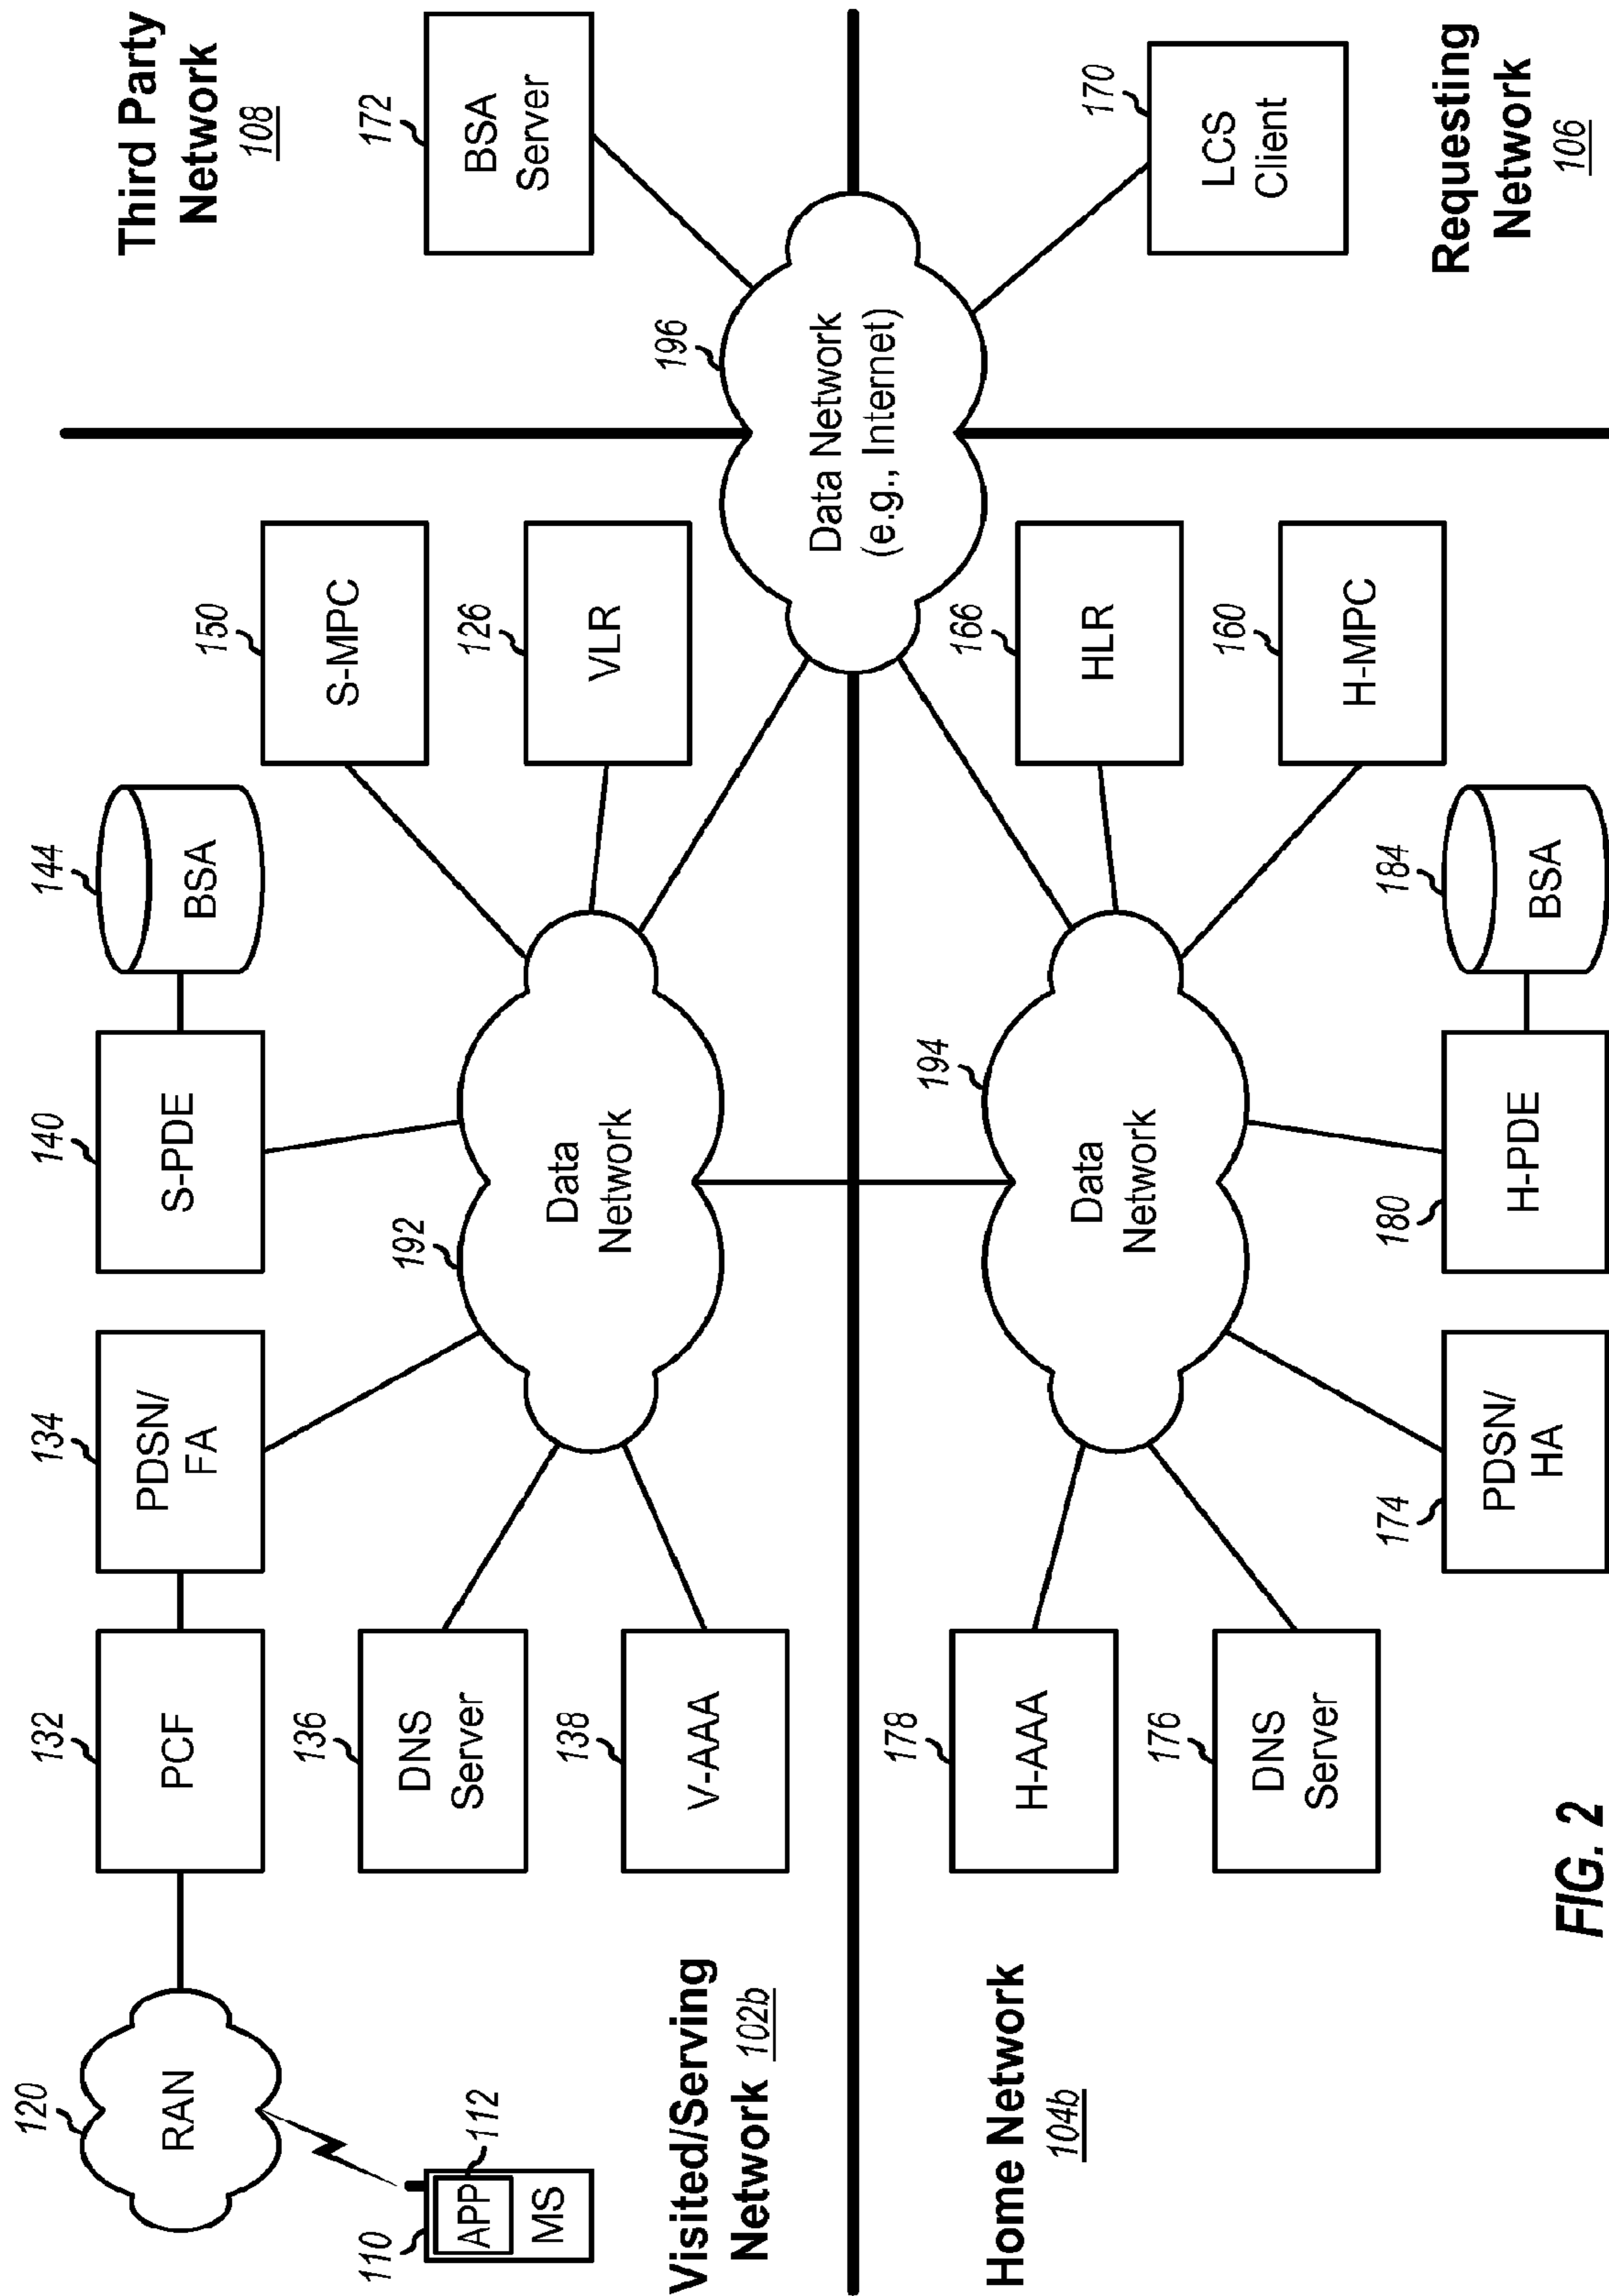 120
RAN
110
APP
112
MS
132
PCF
134
PDSN/
FA
140
S-PDE
144
BSA
150
S-MPC
126
VLR
136
DNS
Server
138
V-AAA
192
Data
Network
Visited/Serving
Network 102b
Third Party
Network
108
172
BSA
Server
196
Data Network
(e.g., Internet)
170
LCS
Client
Requesting
Network
106
Home Network
104b
178
H-AAA
176
DNS
Server
194
Data
Network
166
HLR
160
H-MPC
174
PDSN/
HA
180
H-PDE
184
BSA
FIG. 2